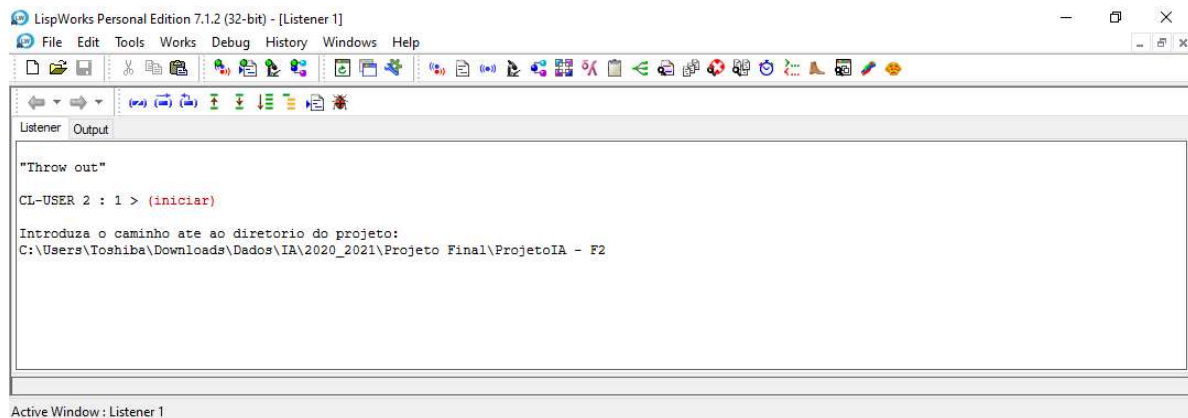 LispWorks Personal Edition 7.1.2 (32-bit) - [Listener 1]
File Edit Tools Works Debug History Windows Help
Listener Output
"Throw out"
CL-USER 2 : 1 > (iniciar)
Introduza o caminho ate ao diretorio do projeto:
C:\Users\Toshiba\Downloads\Dados\IA\2020_2021\Projeto Final\ProjetoIA - F2
Active Window : Listener 1